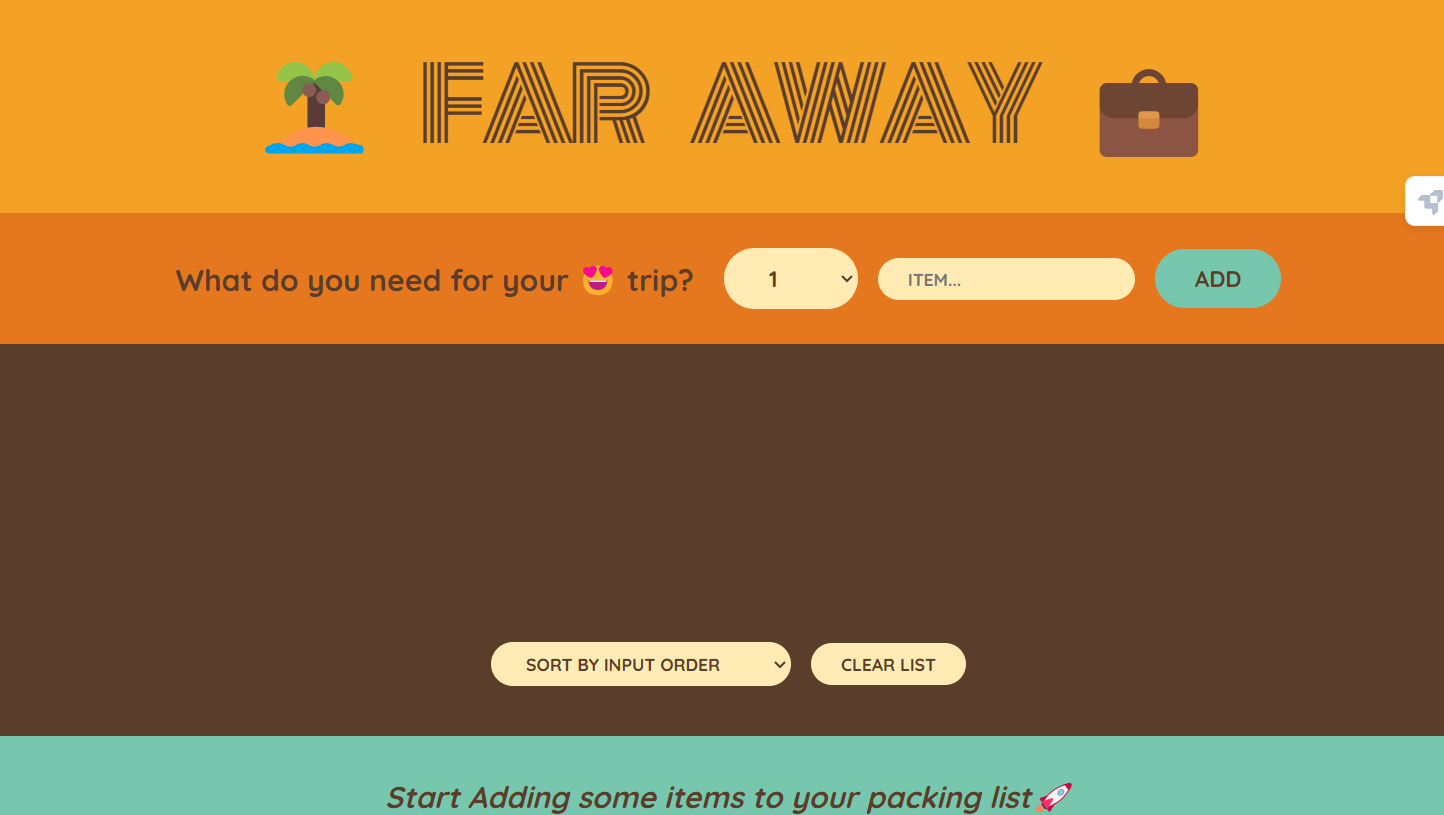 FAR AWAY
What do you need for your 😍 trip?
1
ITEM...
ADD
SORT BY INPUT ORDER
CLEAR LIST
Start Adding some items to your packing list🚀